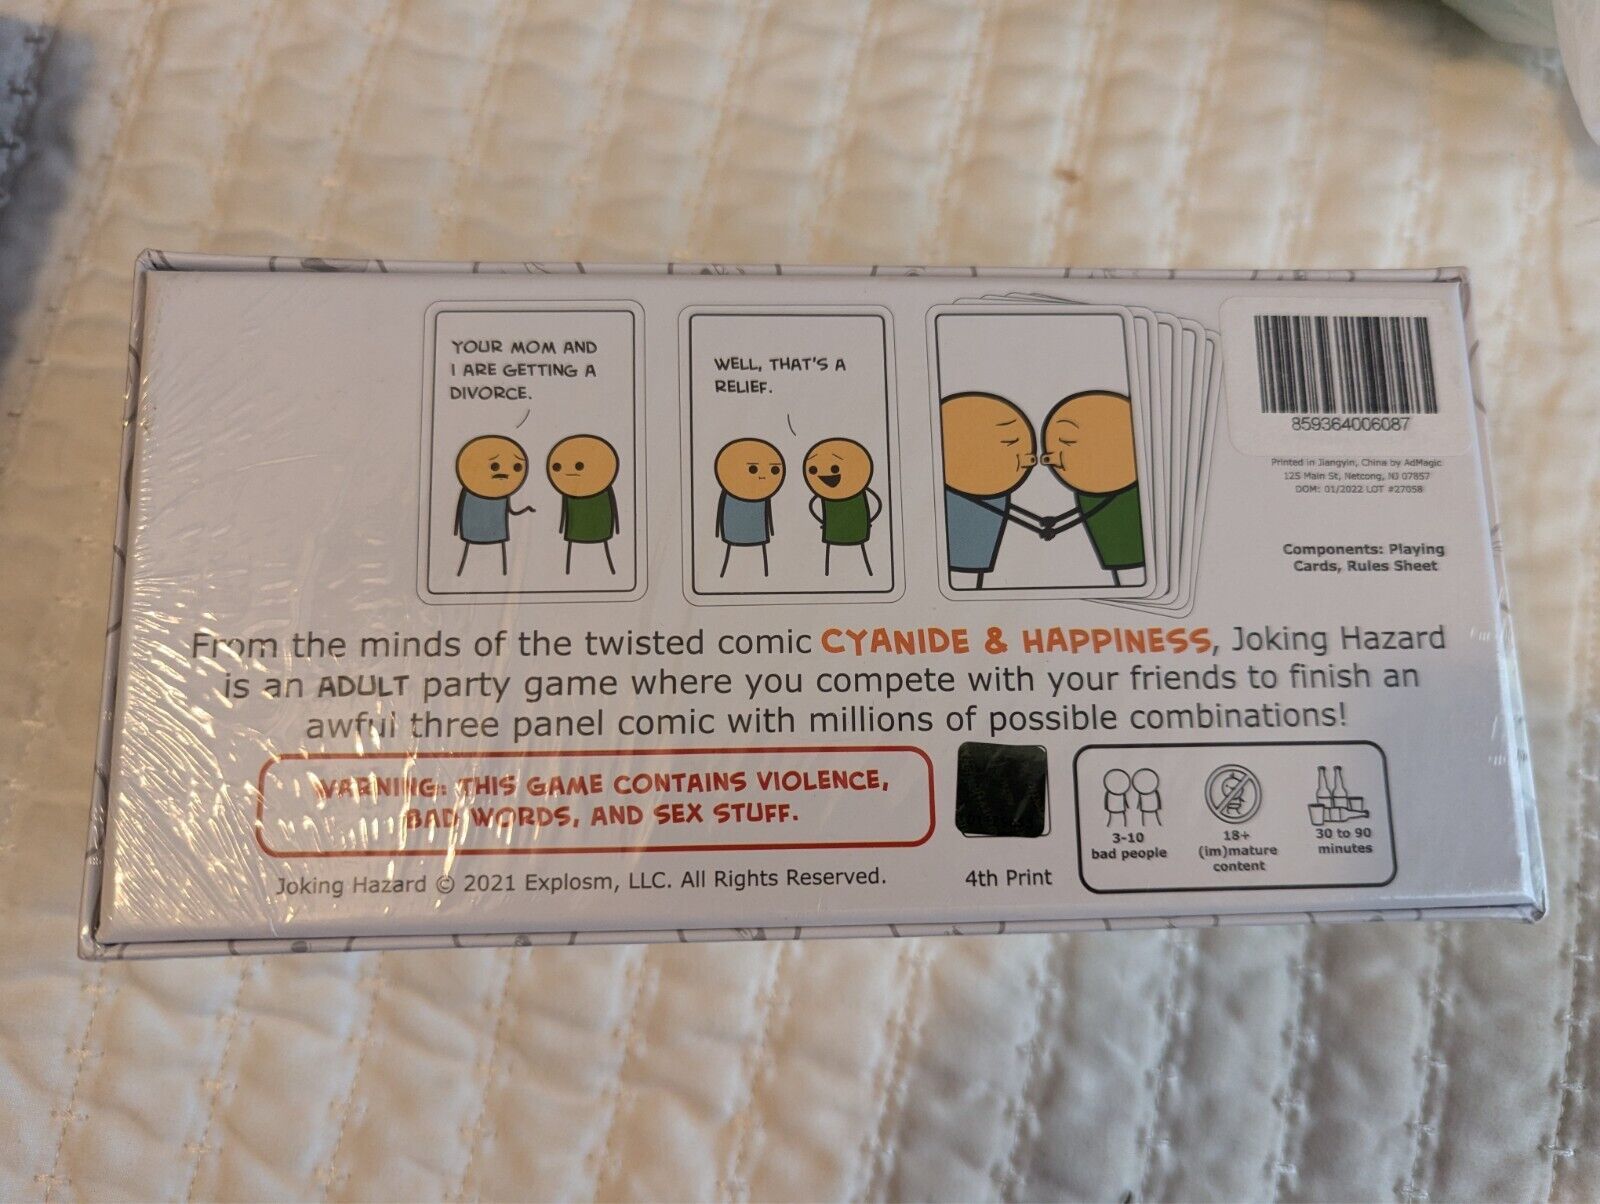 YOUR MOM AND
I ARE GETTING A
DIVORCE.
WELL, THAT'S A
RELIEF.
859364006087
Printed in Jiangyin, China by AdMagic
125 Main St, Netcong, NJ 07857
DOM: 01/2022 LOT #27058
Components: Playing
Cards, Rules Sheet
From the minds of the twisted comic CYANIDE & HAPPINESS, Joking Hazard
is an ADULT party game where you compete with your friends to finish an
awful three panel comic with millions of possible combinations!
WARNING: THIS GAME CONTAINS VIOLENCE,
BAD WORDS, AND SEX STUFF.
Joking Hazard © 2021 Explosm, LLC. All Rights Reserved.
4th Print
3-10
bad people
18+
(im)mature
content
30 to 90
minutes